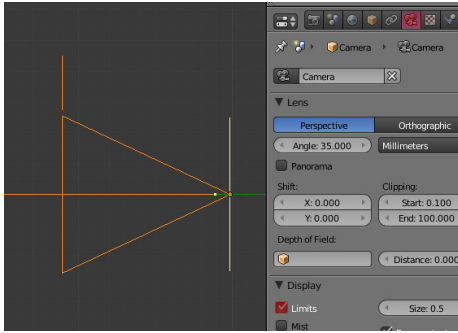 Camera
Camera
Camera
Lens
Perspective
Orthographic
Angle: 35.000
Millimeters
Panorama
Shift:
Clipping:
X: 0.000
Start: 0.100
Y: 0.000
End: 100.000
Depth of Field:
Distance: 0.000
Display
Limits
Size: 0.5
Mist